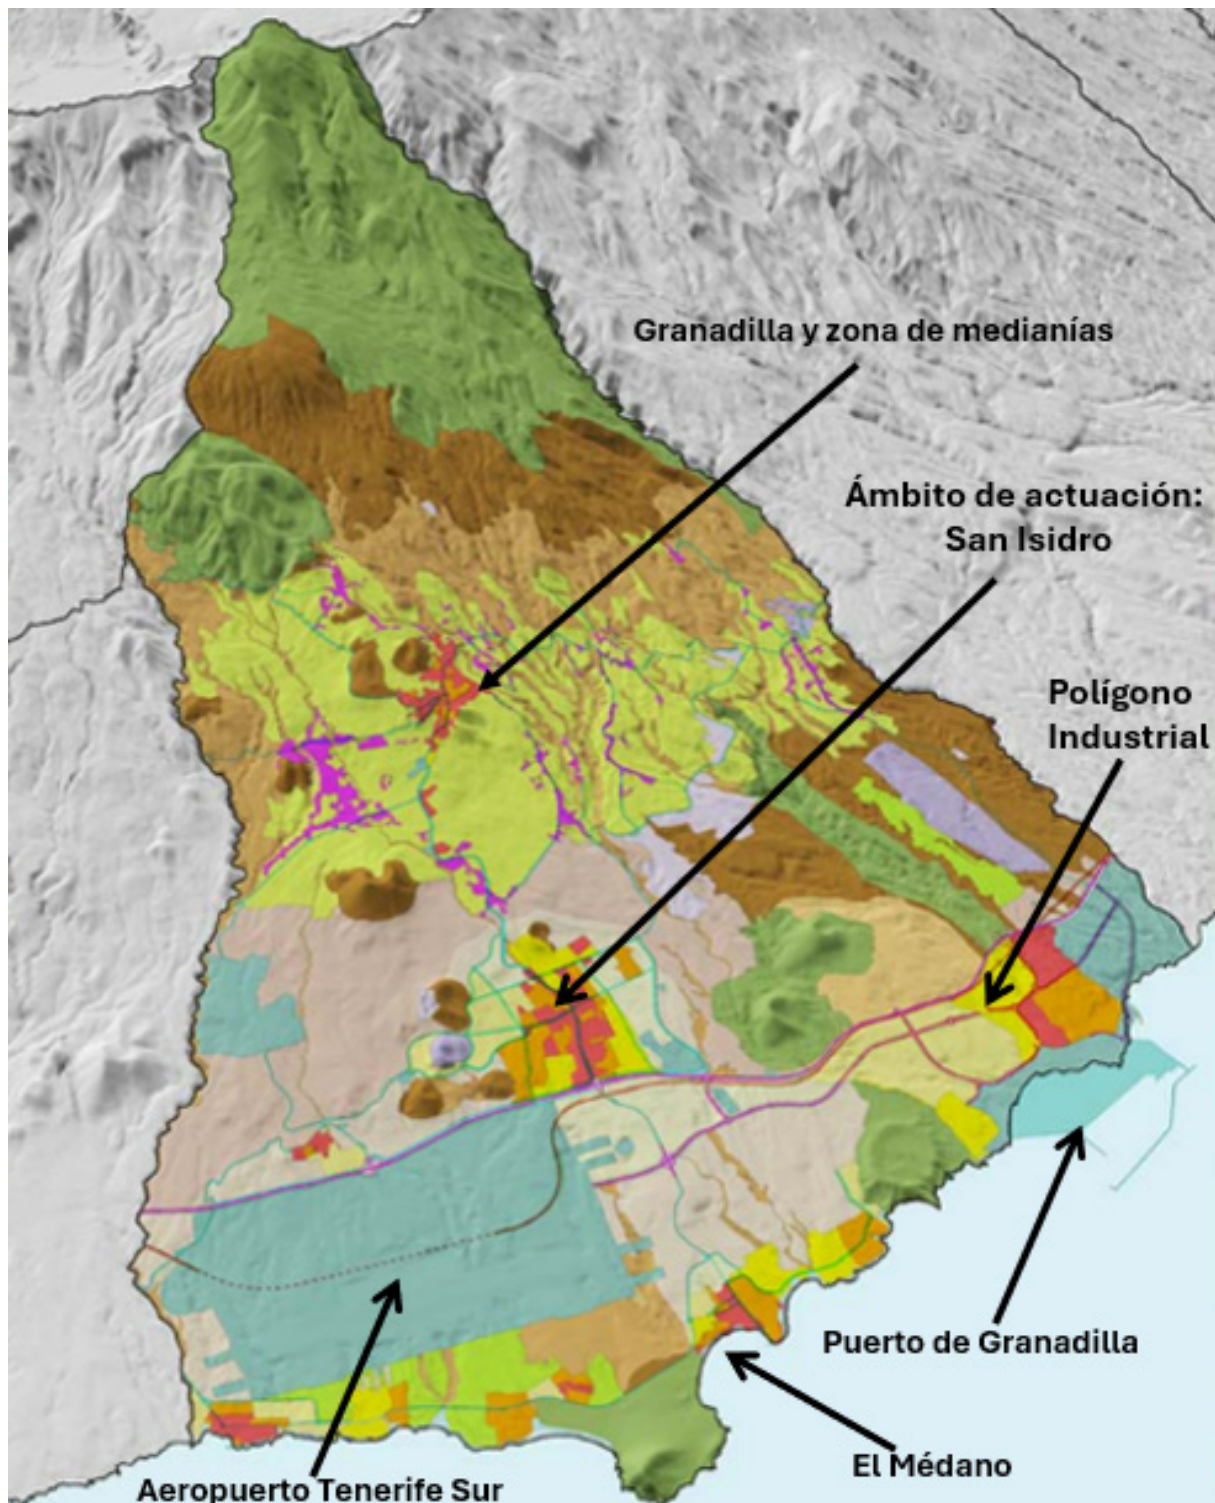 Granadilla y zona de medianías
Ámbito de actuación:
San Isidro
Polígono
Industrial
Puerto de Granadilla
El Médano
Aeropuerto Tenerife Sur